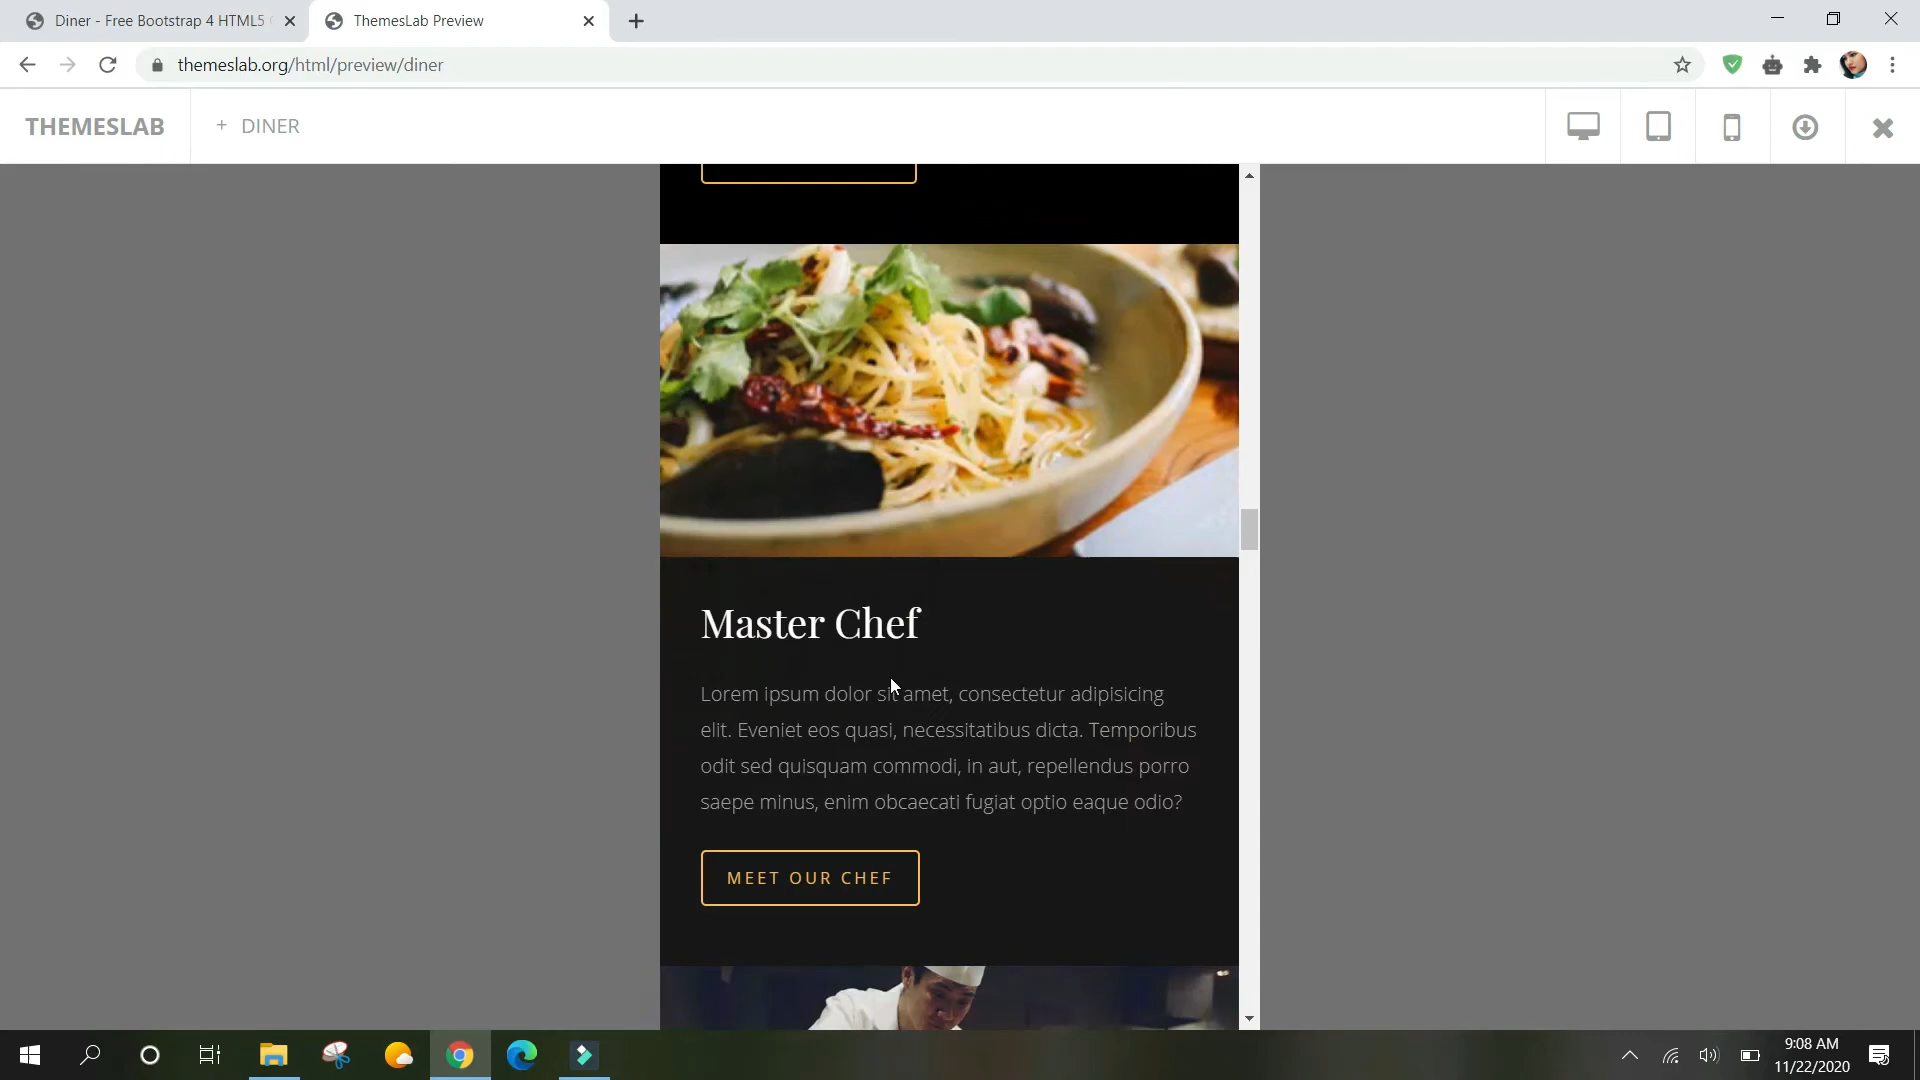 Diner - Free Bootstrap 4 HTML5
ThemesLab Preview
themeslab.org/html/preview/diner
THEMESLAB
+ DINER
Master Chef
Lorem ipsum dolor sit amet, consectetur adipisicing
elit. Eveniet eos quasi, necessitatibus dicta. Temporibus
odit sed quisquam commodi, in aut, repellendus porro
saepe minus, enim obcaecati fugiat optio eaque odio?
MEET OUR CHEF
9:08 AM
11/22/2020